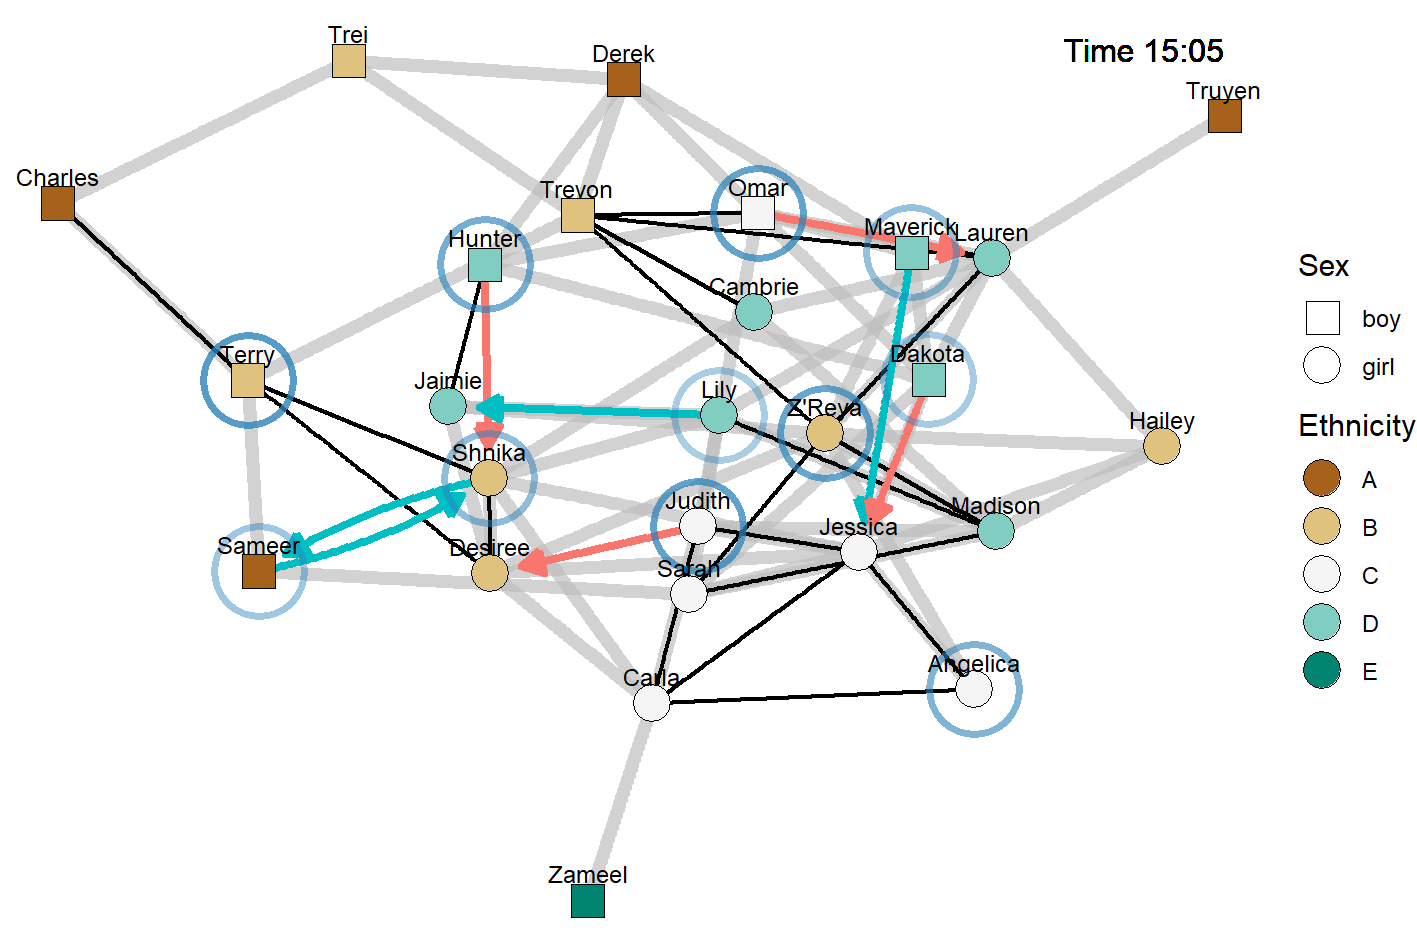 Trei
Derek
Time 15:05
Truyen
Charles
Trevon
Omar
Hunter
Maverick
Lauren
Cambrie
Sex
boy
girl
Terry
Jaimie
Lily
Dakota
Z'Reya
Hailey
Ethnicity
Shnika
A
Judith
Madison
B
Sameer
Desiree
Jessica
Sarah
C
D
Carla
Angelica
E
Zameel